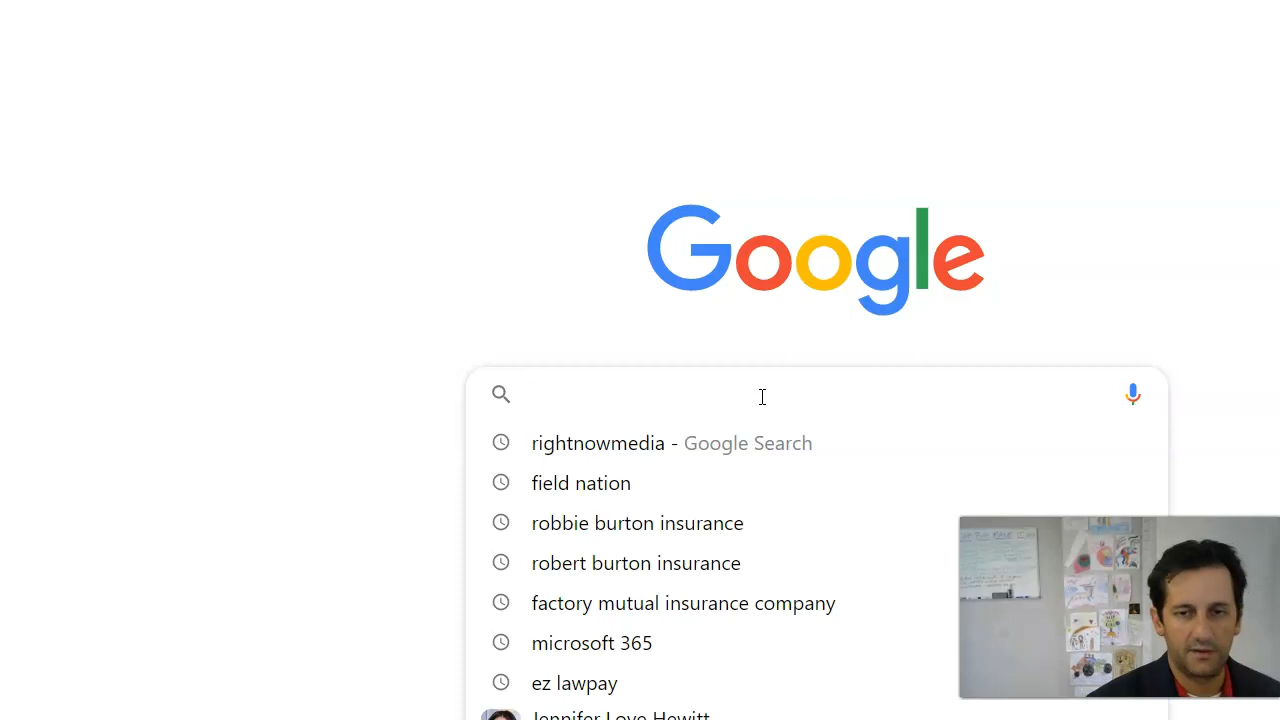 Google
rightnowmedia - Google Search
field nation
robbie burton insurance
robert burton insurance
factory mutual insurance company
microsoft 365
ez lawpay
Jennifer Love Hewitt